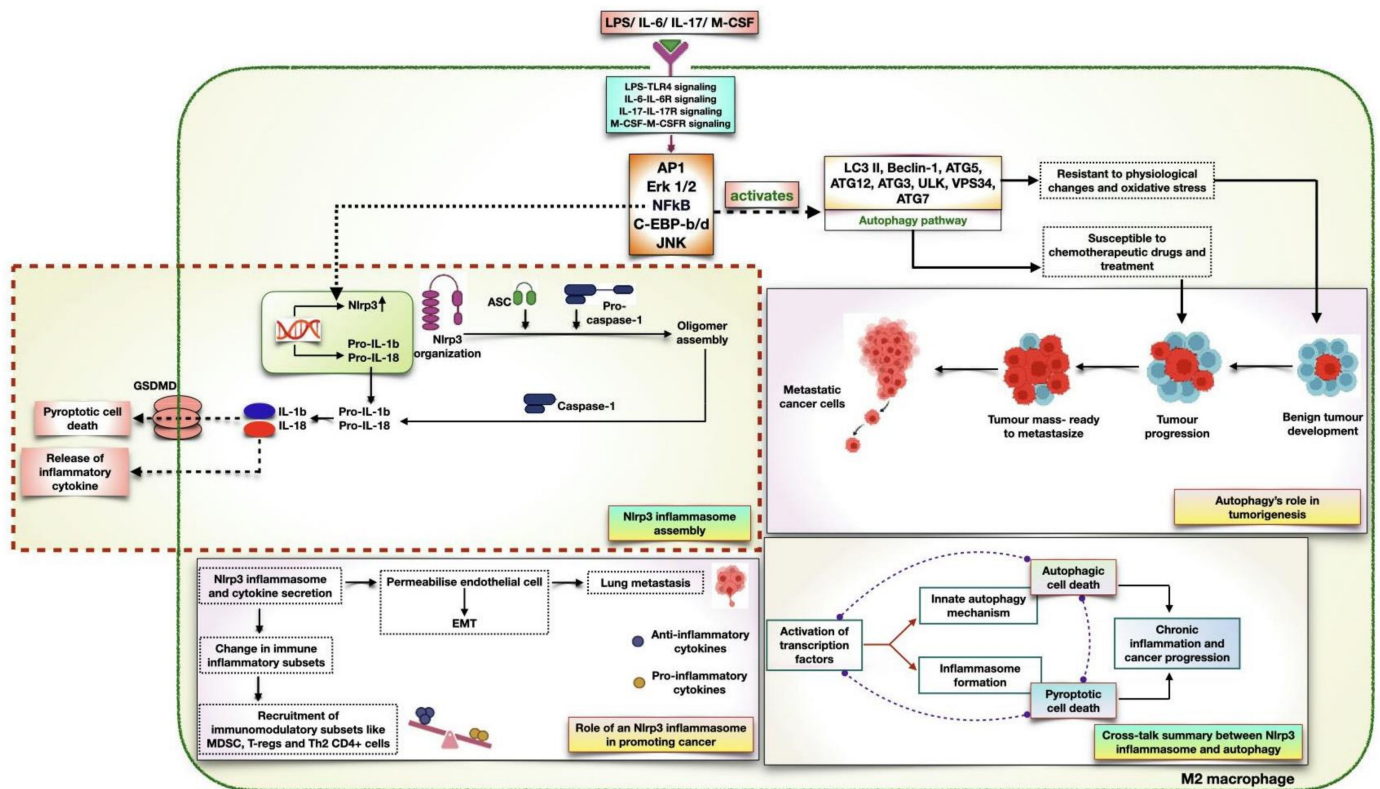 LPS/ IL-6/ IL-17/ M-CSF
LPS-TLR4 signaling
IL-6-IL-6R signaling
IL-17-IL-17R signaling
M-CSF-M-CSFR signaling
AP1
Erk 1/2
NFkB
C-EBP-b/d
JNK
activates
LC3 II, Beclin-1, ATG5,
ATG12, ATG3, ULK, VPS34,
ATG7
Autophagy pathway
Resistant to physiological
changes and oxidative stress
Susceptible to
chemotherapeutic drugs and
treatment
Nlrp3
Pro-IL-1b
Pro-IL-18
Nlrp3
organization
ASC
Pro-
caspase-1
Oligomer
assembly
Caspase-1
Pro-IL-1b
Pro-IL-18
IL-1b
IL-18
GSDMD
Pyroptotic cell
death
Release of
inflammatory
cytokine
Nlrp3 inflammasome
assembly
Metastatic
cancer cells
Tumour mass- ready
to metastasize
Tumour
progression
Benign tumour
development
Autophagy's role in
tumorigenesis
Nlrp3 inflammasome
and cytokine secretion
Permeabilise endothelial cell
EMT
Lung metastasis
Change in immune
inflammatory subsets
Recruitment of
immunomodulatory subsets like
MDSC, T-regs and Th2 CD4+ cells
Anti-inflammatory
cytokines
Pro-inflammatory
cytokines
Role of an Nlrp3 inflammasome
in promoting cancer
Activation of
transcription
factors
Innate autophagy
mechanism
Inflammasome
formation
Autophagic
cell death
Pyroptotic
cell death
Chronic
inflammation and
cancer progression
Cross-talk summary between Nlrp3
inflammasome and autophagy
M2 macrophage